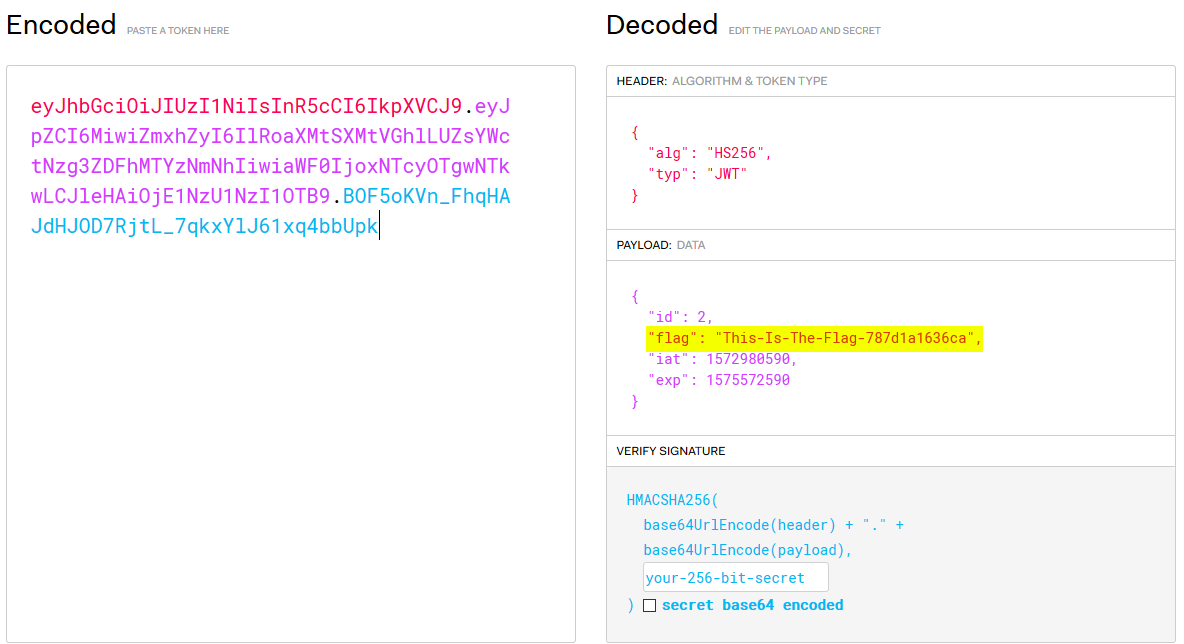 Encoded PASTE A TOKEN HERE
eyJhbGciOiJIUzI1NiIsInR5cCI6IkpXVCJ9.eyJ
pZCI6MiwiZmxhZyI6IlRoaXMtSXMtVGhlLUZsYWc
tNzg3ZDFhMTYzNmNhIiwiaWF0IjoxNTcyOTgwNTk
wLCJleHAiOjE1NzU1NzI1OTB9.BOF5oKVn_FhqHA
JdHJOD7RjtL_7qkxYlJ61xq4bbUpk
Decoded EDIT THE PAYLOAD AND SECRET
HEADER: ALGORITHM & TOKEN TYPE
{
"alg": "HS256",
"typ": "JWT"
}
PAYLOAD: DATA
{
"id": 2,
"flag": "This-Is-The-Flag-787d1a1636ca",
"iat": 1572980590,
"exp": 1575572590
}
VERIFY SIGNATURE
HMACSHA256(
base64UrlEncode(header) + "." +
base64UrlEncode(payload),
your-256-bit-secret
) secret base64 encoded